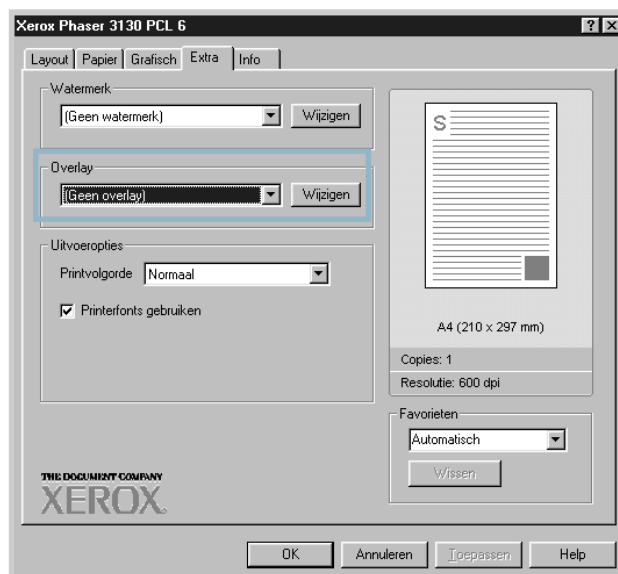 Xerox Phaser 3130 PCL 6
Layout Papier Grafisch Extra Info
Watermerk
(Geen watermerk) Wijzigen
Overlay
(Geen overlay) Wijzigen
Uitvoeropties
Printvolgorde Normaal
Printerfonts gebruiken
S
A4 (210 x 297 mm)
Copies: 1
Resolutie: 600 dpi
Favorieten
Automatisch
Wissen
THE DOCUMENT COMPANY
XEROX
OK Annuleren Toepassen Help